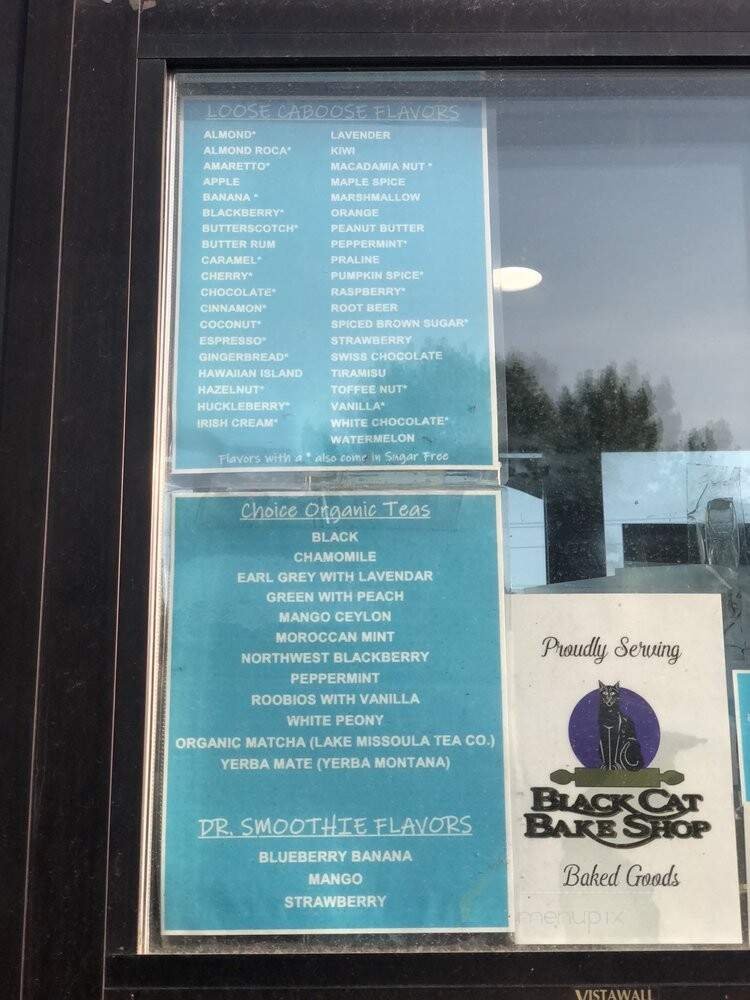 LOOSE CABOOSE FLAVORS
ALMOND*
ALMOND ROCA*
AMARETTO*
APPLE
BANANA *
BLACKBERRY*
BUTTERSCOTCH*
BUTTER RUM
CARAMEL*
CHERRY*
CHOCOLATE*
CINNAMON*
COCONUT*
ESPRESSO*
GINGERBREAD*
HAWAIIAN ISLAND
HAZELNUT*
HUCKLEBERRY*
IRISH CREAM*
LAVENDER
KIWI
MACADAMIA NUT *
MAPLE SPICE
MARSHMALLOW
ORANGE
PEANUT BUTTER
PEPPERMINT*
PRALINE
PUMPKIN SPICE*
RASPBERRY*
ROOT BEER
SPICED BROWN SUGAR*
STRAWBERRY
SWISS CHOCOLATE
TIRAMISU
TOFFEE NUT*
VANILLA*
WHITE CHOCOLATE*
WATERMELON
Flavors with a * also come in Sugar Free
Choice Organic Teas
BLACK
CHAMOMILE
EARL GREY WITH LAVENDAR
GREEN WITH PEACH
MANGO CEYLON
MOROCCAN MINT
NORTHWEST BLACKBERRY
PEPPERMINT
ROOBIOS WITH VANILLA
WHITE PEONY
ORGANIC MATCHA (LAKE MISSOULA TEA CO.)
YERBA MATE (YERBA MONTANA)
DR. SMOOTHIE FLAVORS
BLUEBERRY BANANA
MANGO
STRAWBERRY
Proudly Serving
BLACK CAT
BAKE SHOP
Baked Goods
menupix
VISTAWALL